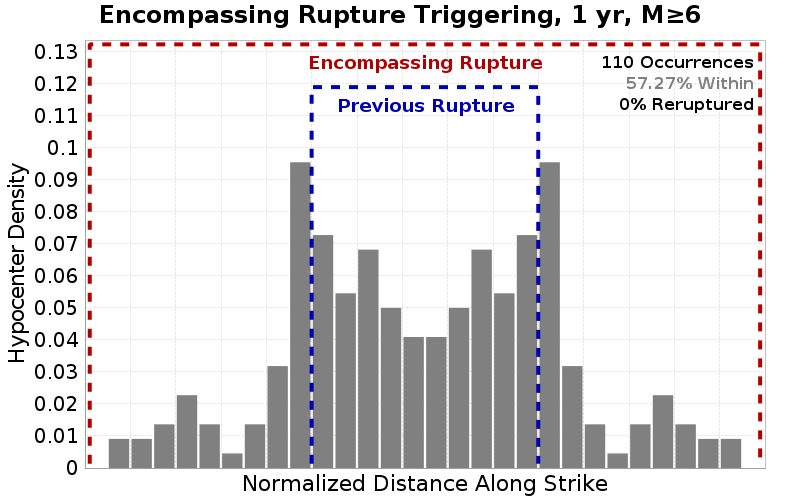 Encompassing Rupture Triggering, 1 yr, M≥6
Encompassing Rupture
110 Occurrences
57.27% Within
0% Reruptured
Previous Rupture
Hypocenter Density
0.13
0.12
0.11
0.1
0.09
0.08
0.07
0.06
0.05
0.04
0.03
0.02
0.01
0
Normalized Distance Along Strike